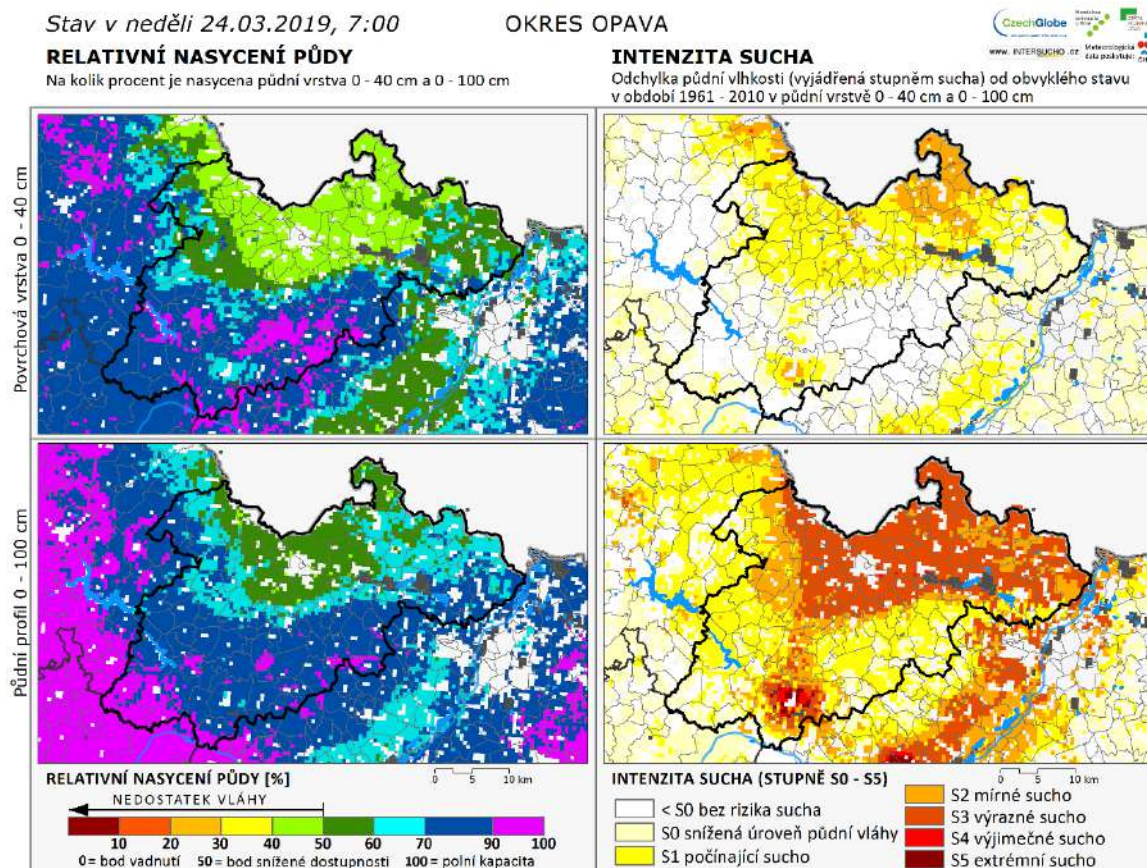 Stav v neděli 24.03.2019, 7:00
OKRES OPAVA
CzechGlobe
www. INTERSUCHO .cz
Meteorologická
data poskytuje:
RELATIVNÍ NASYCENÍ PŮDY
Na kolik procent je nasycena půdní vrstva 0 - 40 cm a 0 - 100 cm
INTENZITA SUCHA
Odchylka půdní vlhkosti (vyjádřená stupněm sucha) od obvyklého stavu
v období 1961 - 2010 v půdní vrstvě 0 - 40 cm a 0 - 100 cm
Povrchová vrstva 0 - 40 cm
Půdní profil 0 - 100 cm
RELATIVNÍ NASYCENÍ PŮDY [%]
0 5 10 km
NEDOSTATEK VLÁHY
10 20 30 40 50 60 70 80 90 100
0= bod vadnutí 50 = bod snížené dostupnosti 100 = polní kapacita
INTENZITA SUCHA (STUPNĚ S0 - S5)
0 5 10 km
< S0 bez rizika sucha
S0 snížená úroveň půdní vláhy
S1 počínající sucho
S2 mírné sucho
S3 výrazné sucho
S4 výjimečné sucho
S5 extrémní sucho